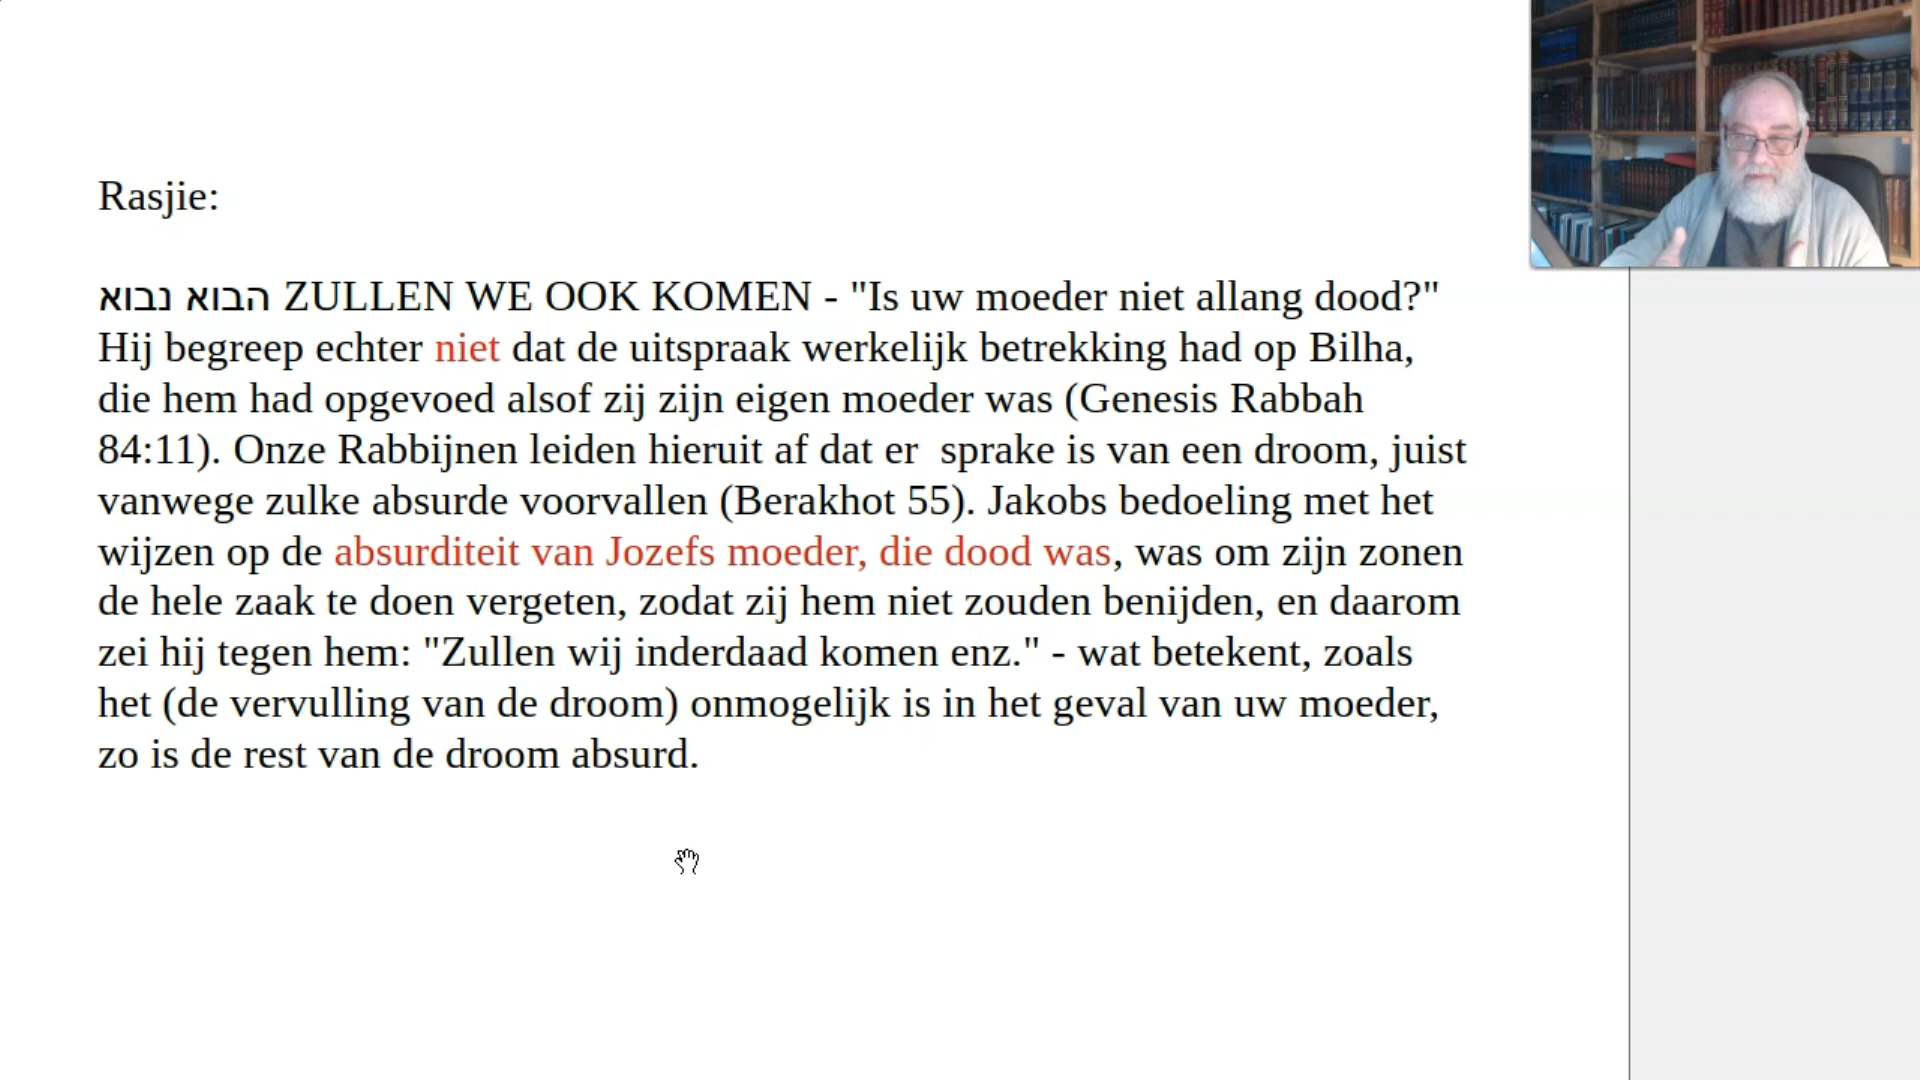 Rasjie:
הבוא נבוא ZULLEN WE OOK KOMEN - "Is uw moeder niet allang dood?"
Hij begreep echter niet dat de uitspraak werkelijk betrekking had op Bilha,
die hem had opgevoed alsof zij zijn eigen moeder was (Genesis Rabbah
84:11). Onze Rabbijnen leiden hieruit af dat er  sprake is van een droom, juist
vanwege zulke absurde voorvallen (Berakhot 55). Jakobs bedoeling met het
wijzen op de absurditeit van Jozefs moeder, die dood was, was om zijn zonen
de hele zaak te doen vergeten, zodat zij hem niet zouden benijden, en daarom
zei hij tegen hem: "Zullen wij inderdaad komen enz." - wat betekent, zoals
het (de vervulling van de droom) onmogelijk is in het geval van uw moeder,
zo is de rest van de droom absurd.